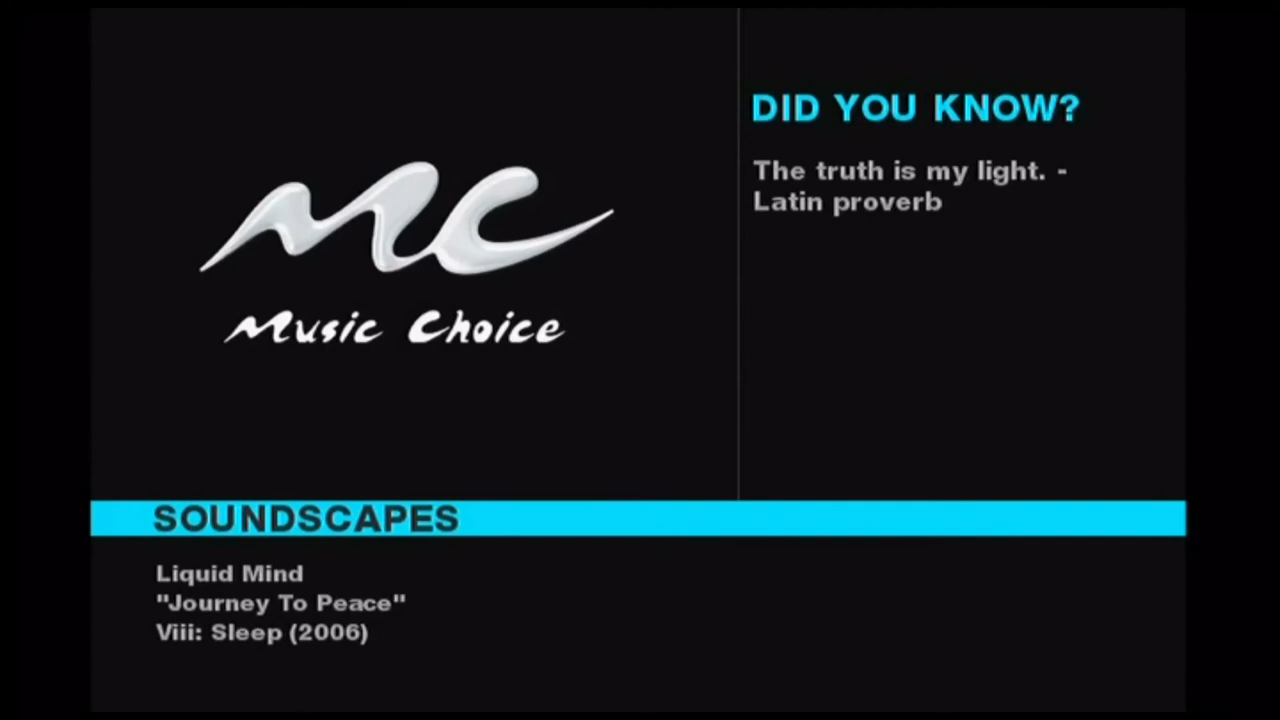 MC
Music Choice
DID YOU KNOW?
The truth is my light. -
Latin proverb
SOUNDSCAPES
Liquid Mind
"Journey To Peace"
Viii: Sleep (2006)